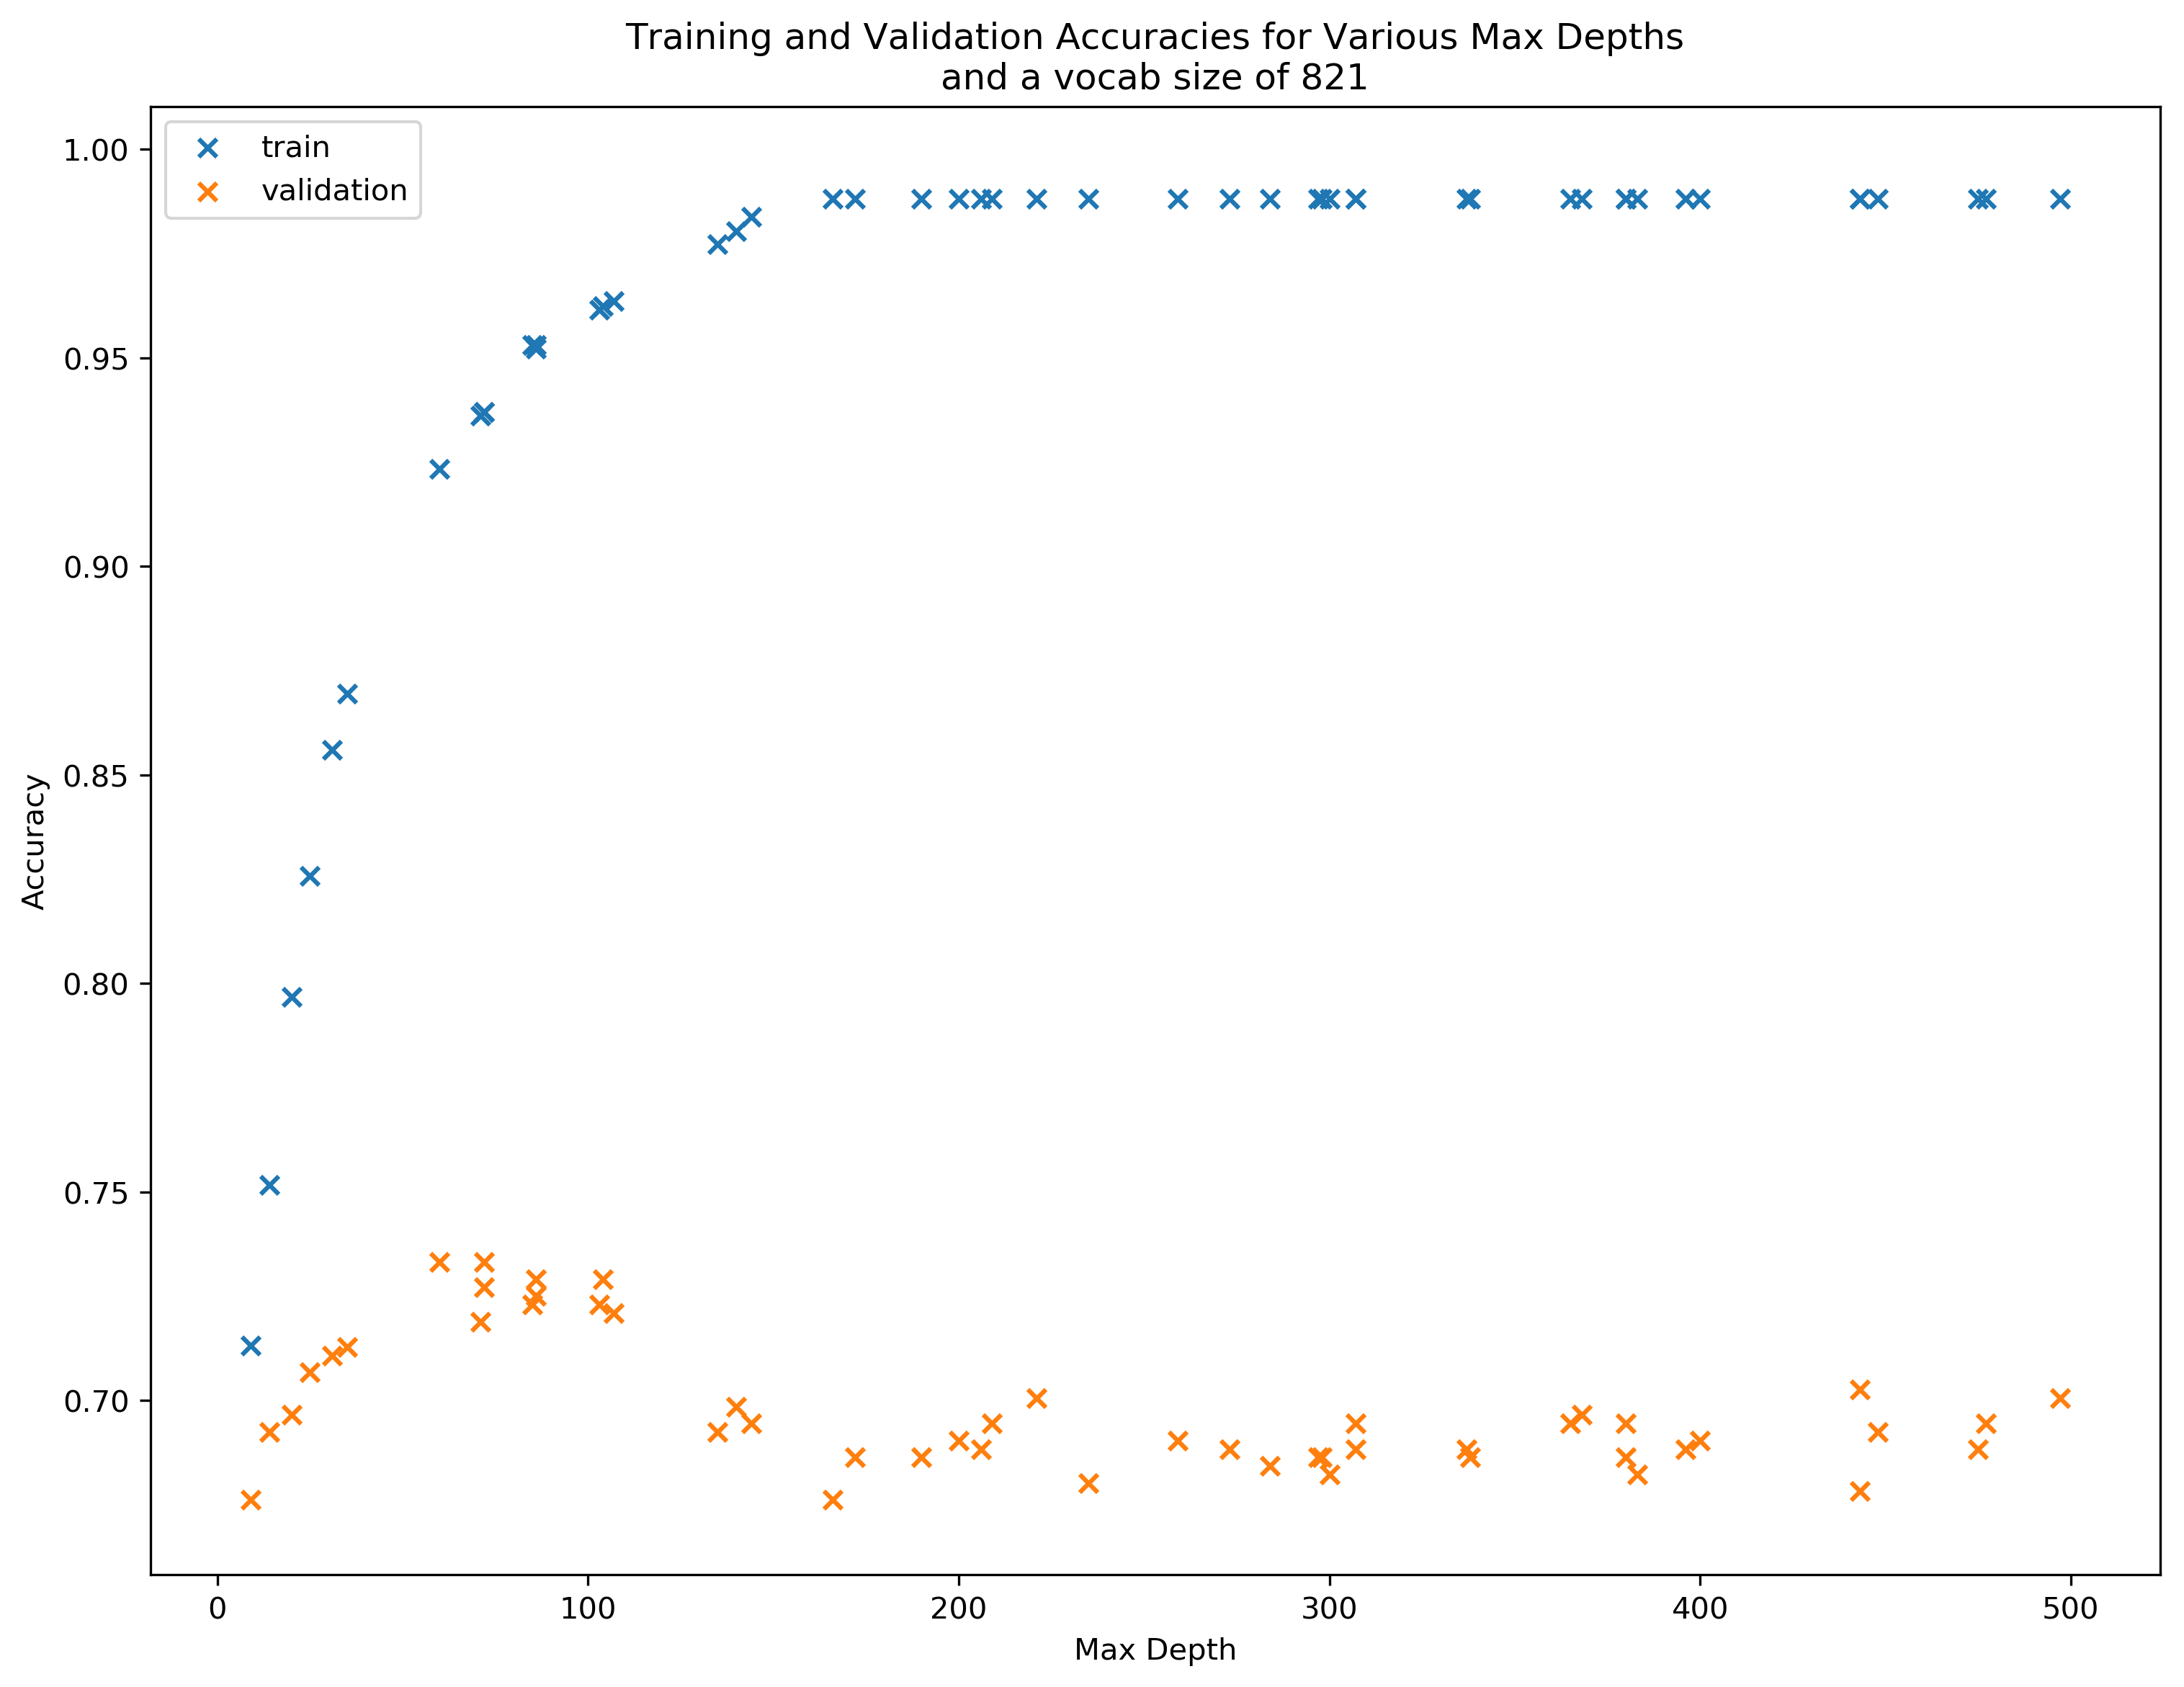 Training and Validation Accuracies for Various Max Depths
and a vocab size of 821
train
validation
1.00
0.95
0.90
0.85
0.80
0.75
0.70
Accuracy
0 100 200 300 400 500
Max Depth